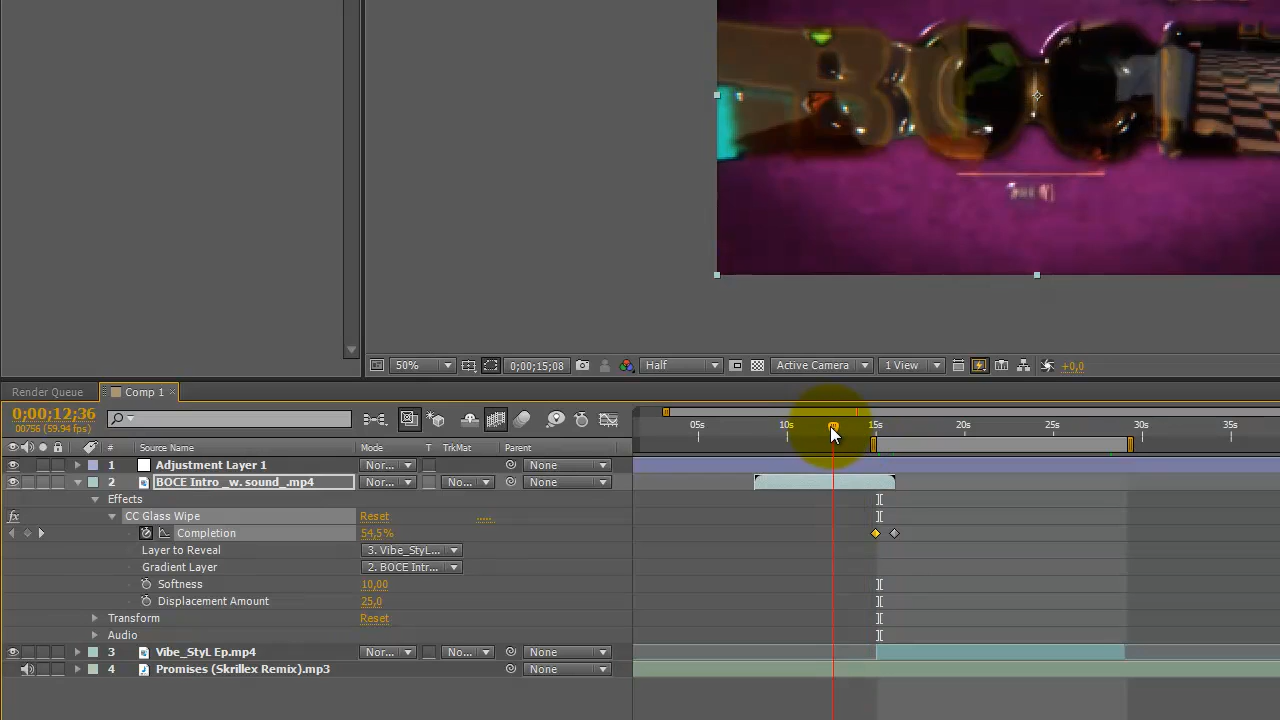 BOCI
50%
0;00;15;08
Half
Active Camera
1 View
+0,0
Render Queue
Comp 1
0;00;12;36
00756 (59.94 fps)
05s
10s
15s
20s
25s
30s
35s
#
Source Name
Mode
T
TrkMat
Parent
1
Adjustment Layer 1
Nor...
None
2
BOCE Intro _w. sound_.mp4
Nor...
No...
None
Effects
fx
CC Glass Wipe
Reset
.....
Completion
54,5%
Layer to Reveal
3. Vibe_StyL...
Gradient Layer
2. BOCE Intr...
Softness
10,00
Displacement Amount
25,0
Transform
Reset
Audio
3
Vibe_StyL Ep.mp4
Nor...
No...
None
4
Promises (Skrillex Remix).mp3
None